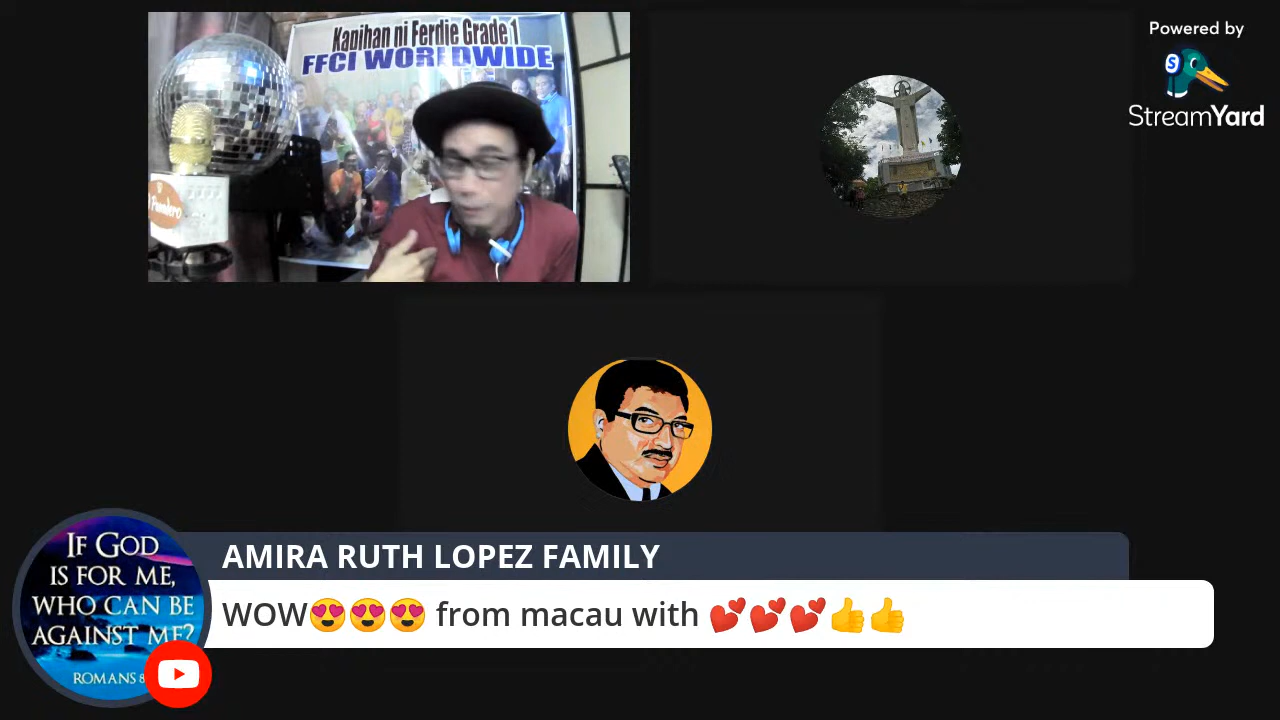 Kapihan ni Ferdie Grade 1
FFCI WORLDWIDE
Powered by
S
StreamYard
AMIRA RUTH LOPEZ FAMILY
WOW😍😍😍 from macau with 💕💕💕👍👍
IF GOD
IS FOR ME,
WHO CAN BE
AGAINST ME?
ROMANS 8